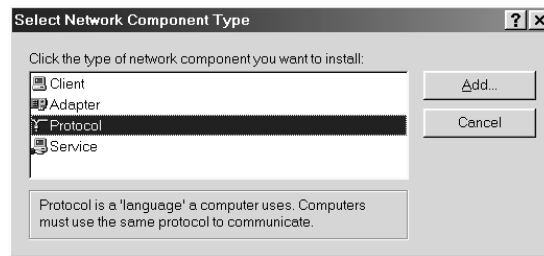 Select Network Component Type
Click the type of network component you want to install:
Client
Adapter
Protocol
Service
Add...
Cancel
Protocol is a 'language' a computer uses. Computers
must use the same protocol to communicate.